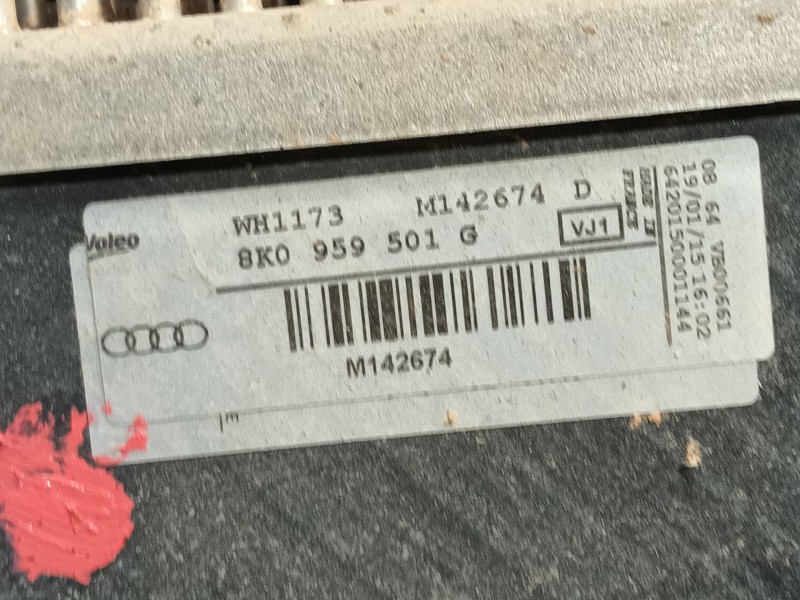 Valeo
WH1173 M142674 D
8K0 959 501 G VJ1
M142674
MADE IN
FRANCE
08 64 VB00661
19/01/15 16:02
64201500001144